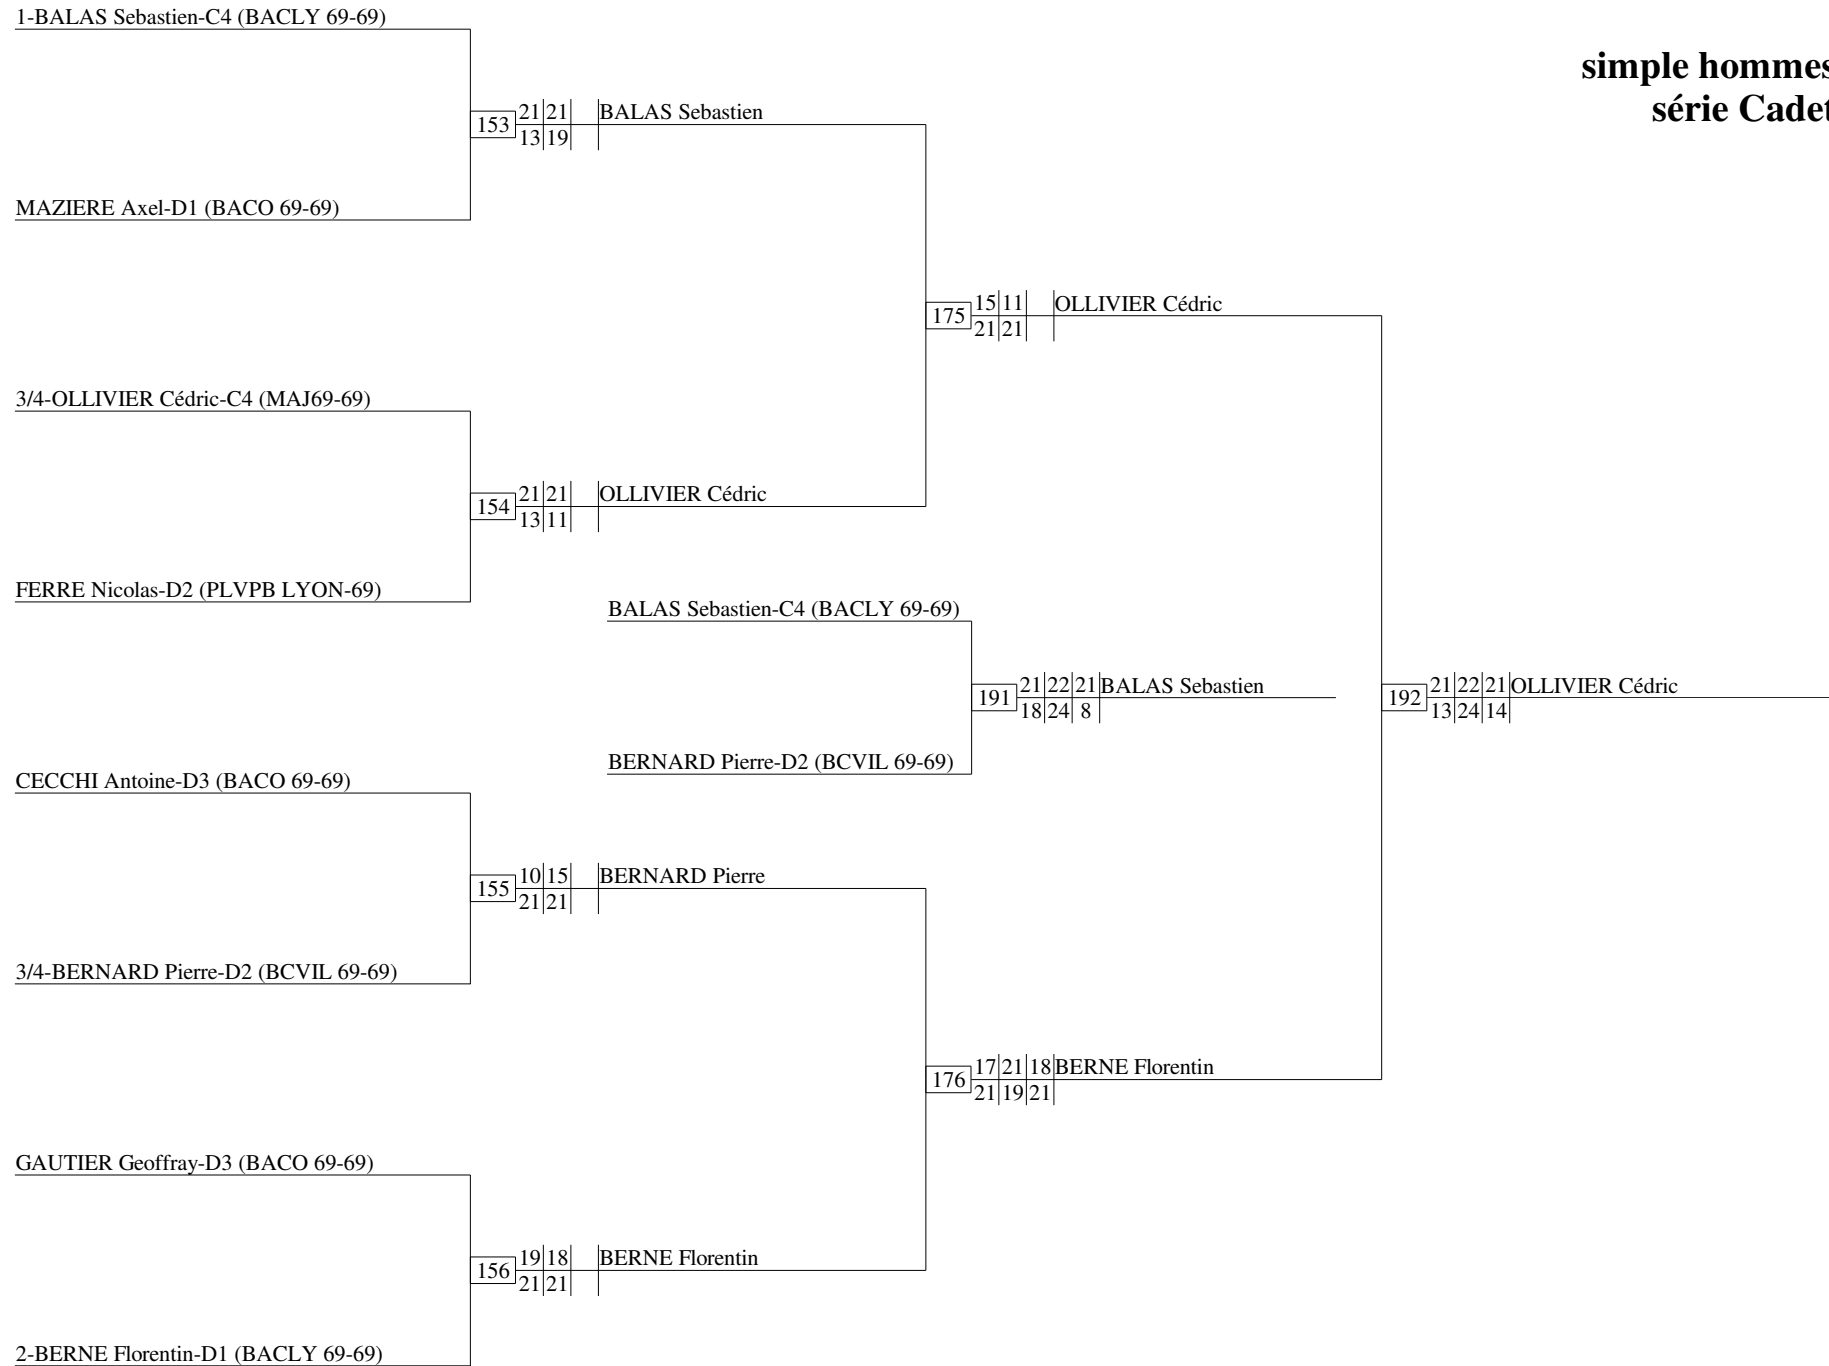 1-BALAS Sebastien-C4 (BACLY 69-69)
simple hommes
série Cadet
153 21 21 BALAS Sebastien
13 19
MAZIERE Axel-D1 (BACO 69-69)
175 15 11 OLLIVIER Cédric
21 21
3/4-OLLIVIER Cédric-C4 (MAJ69-69)
154 21 21 OLLIVIER Cédric
13 11
FERRE Nicolas-D2 (PLVPB LYON-69)
BALAS Sebastien-C4 (BACLY 69-69)
191 21 22 21 BALAS Sebastien
18 24 8
192 21 22 21 OLLIVIER Cédric
13 24 14
BERNARD Pierre-D2 (BCVIL 69-69)
CECCHI Antoine-D3 (BACO 69-69)
155 10 15 BERNARD Pierre
21 21
3/4-BERNARD Pierre-D2 (BCVIL 69-69)
176 17 21 18 BERNE Florentin
21 19 21
GAUTIER Geoffray-D3 (BACO 69-69)
156 19 18 BERNE Florentin
21 21
2-BERNE Florentin-D1 (BACLY 69-69)